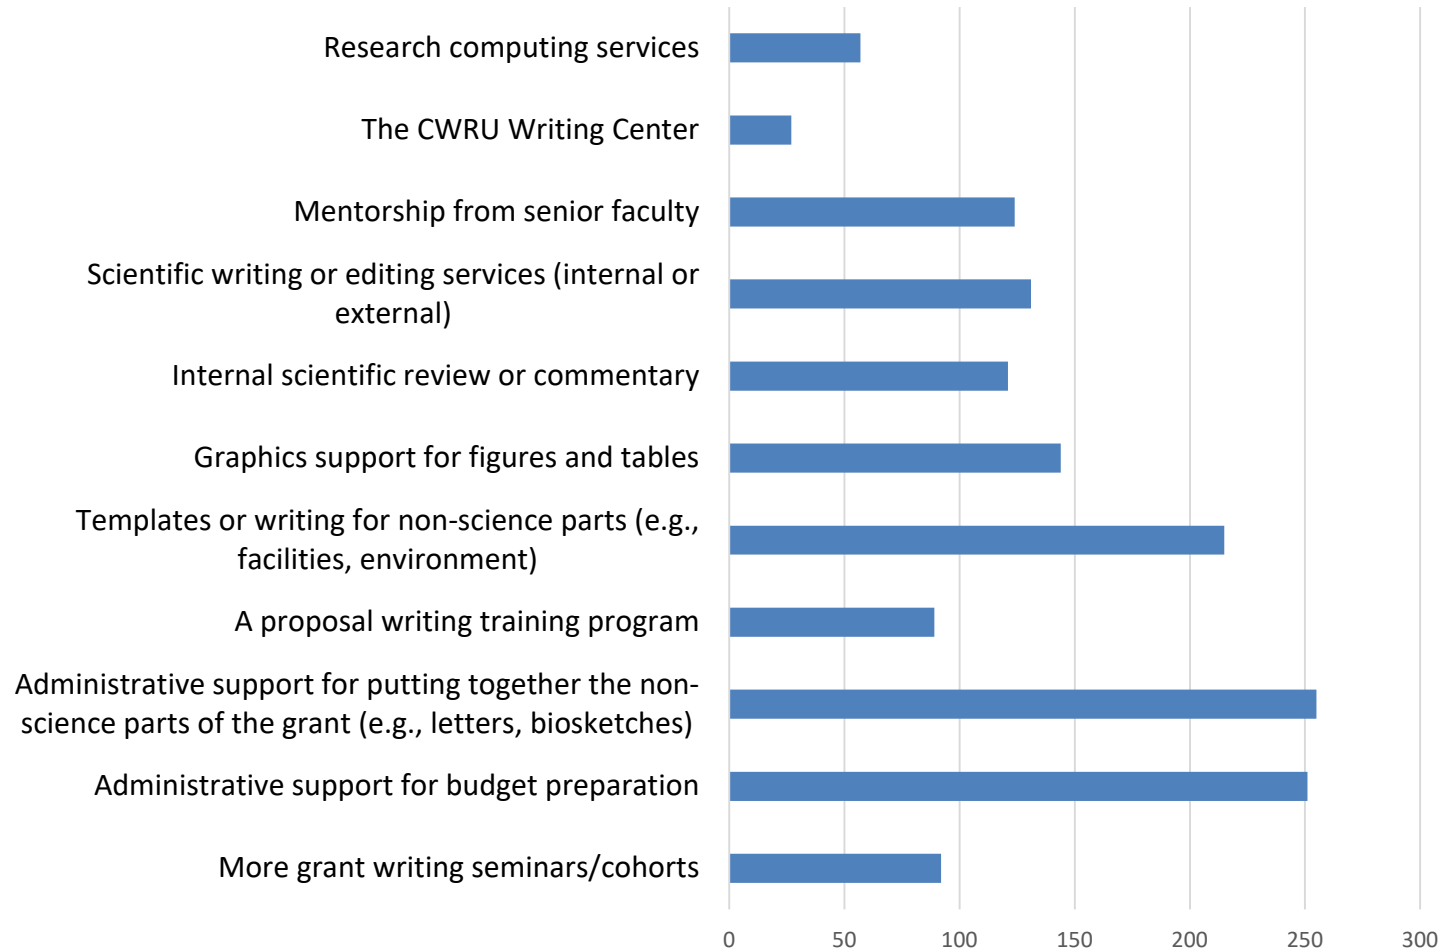 Research computing services
The CWRU Writing Center
Mentorship from senior faculty
Scientific writing or editing services (internal or
external)
Internal scientific review or commentary
Graphics support for figures and tables
Templates or writing for non-science parts (e.g.,
facilities, environment)
A proposal writing training program
Administrative support for putting together the non-
science parts of the grant (e.g., letters, biosketches)
Administrative support for budget preparation
More grant writing seminars/cohorts
0 50 100 150 200 250 300